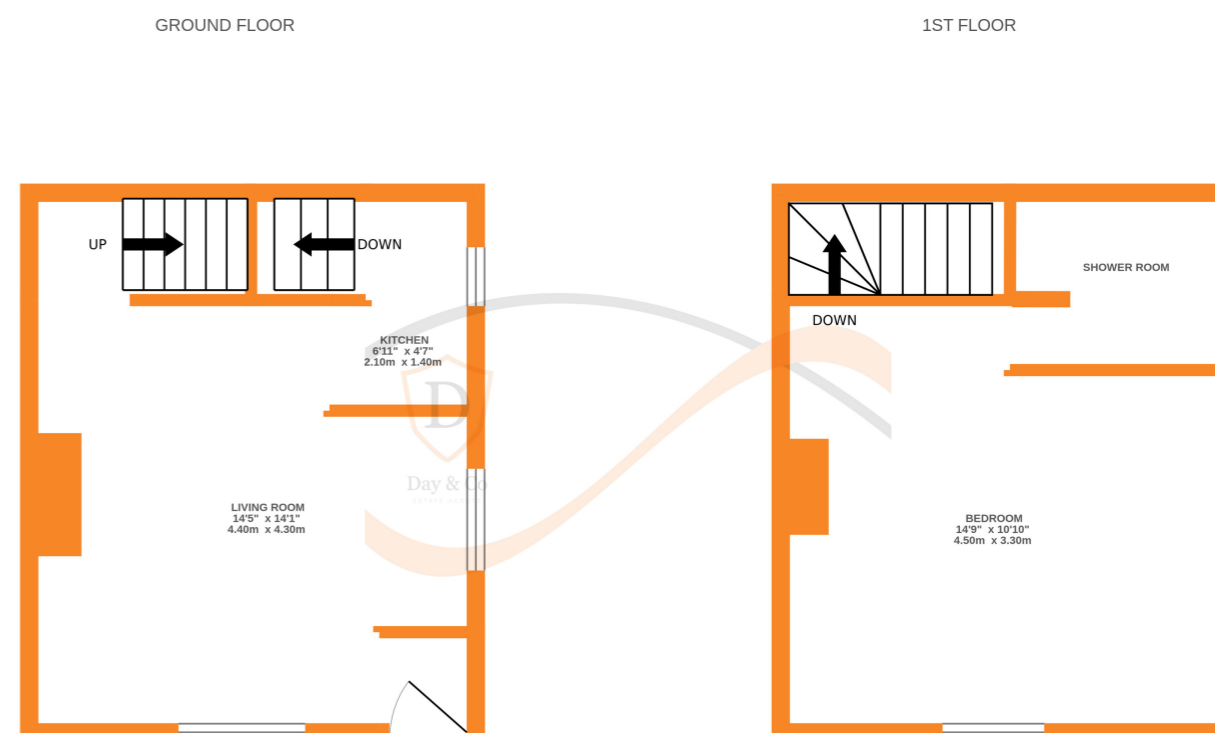 GROUND FLOOR
1ST FLOOR
UP
DOWN
KITCHEN
6'11" x 4'7"
2.10m x 1.40m
D
Day & Co
ESTATE AGENTS
LIVING ROOM
14'5" x 14'1"
4.40m x 4.30m
SHOWER ROOM
DOWN
BEDROOM
14'9" x 10'10"
4.50m x 3.30m